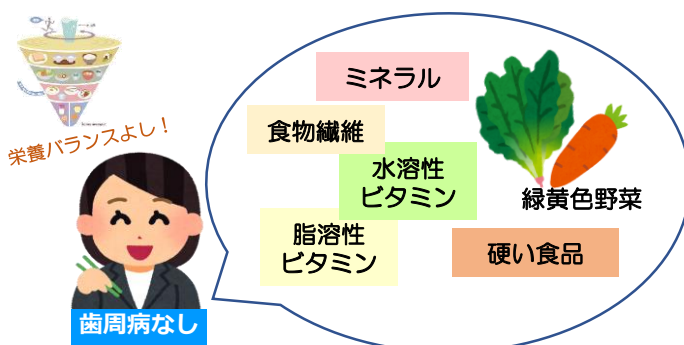 栄養バランスよし！
ミネラル
食物繊維
水溶性
ビタミン
緑黄色野菜
脂溶性
ビタミン
硬い食品
歯周病なし